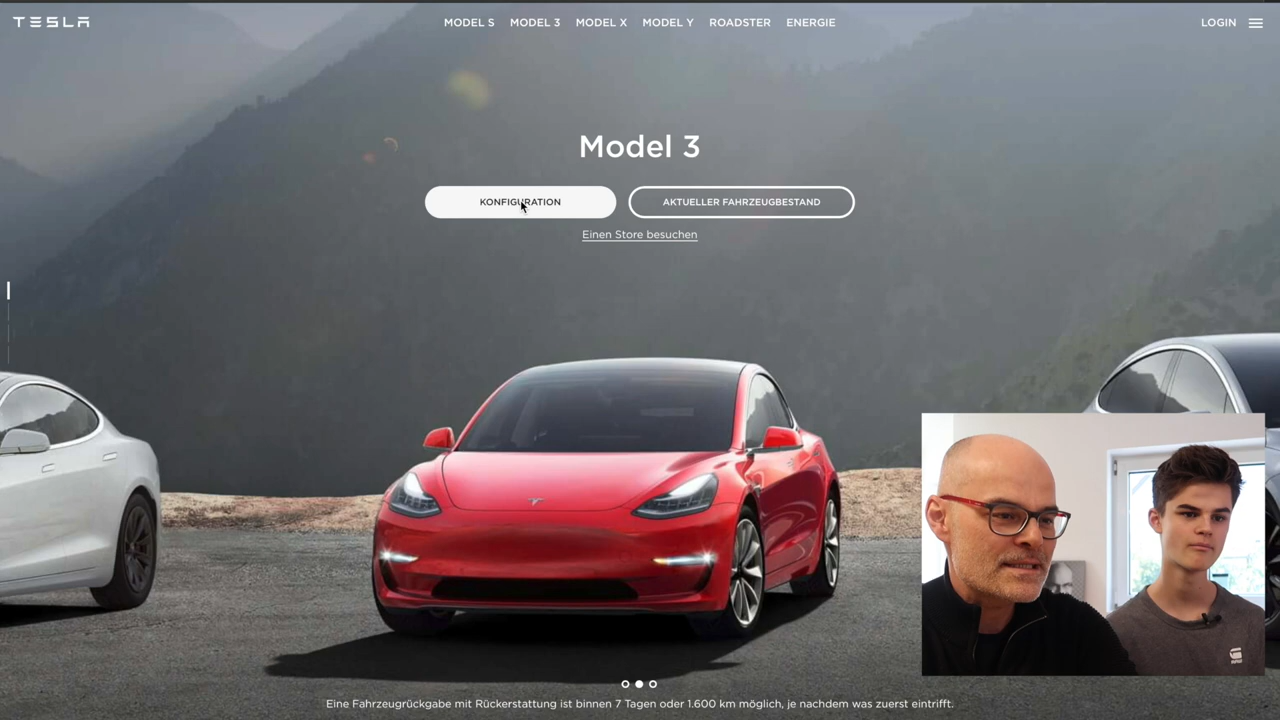 TESLA
MODEL S MODEL 3 MODEL X MODEL Y ROADSTER ENERGIE
LOGIN
Model 3
KONFIGURATION
AKTUELLER FAHRZEUGBESTAND
Einen Store besuchen
Eine Fahrzeugrückgabe mit Rückerstattung ist binnen 7 Tagen oder 1.600 km möglich, je nachdem was zuerst eintrifft.